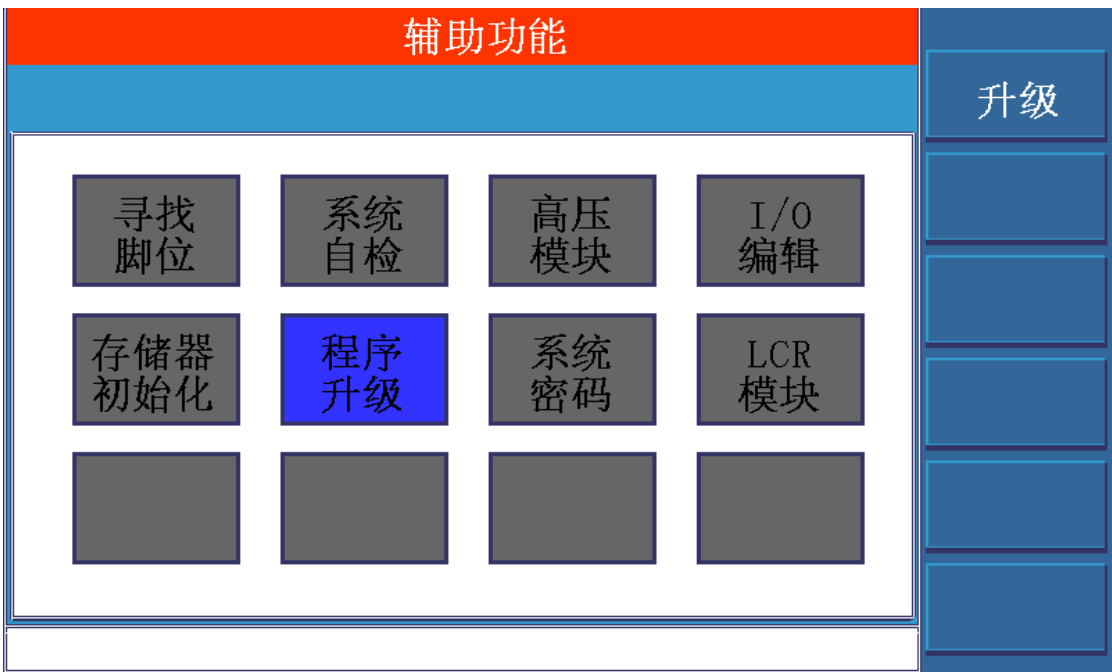 辅助功能
升级
寻找
脚位
系统
自检
高压
模块
I/O
编辑
存储器
初始化
程序
升级
系统
密码
LCR
模块